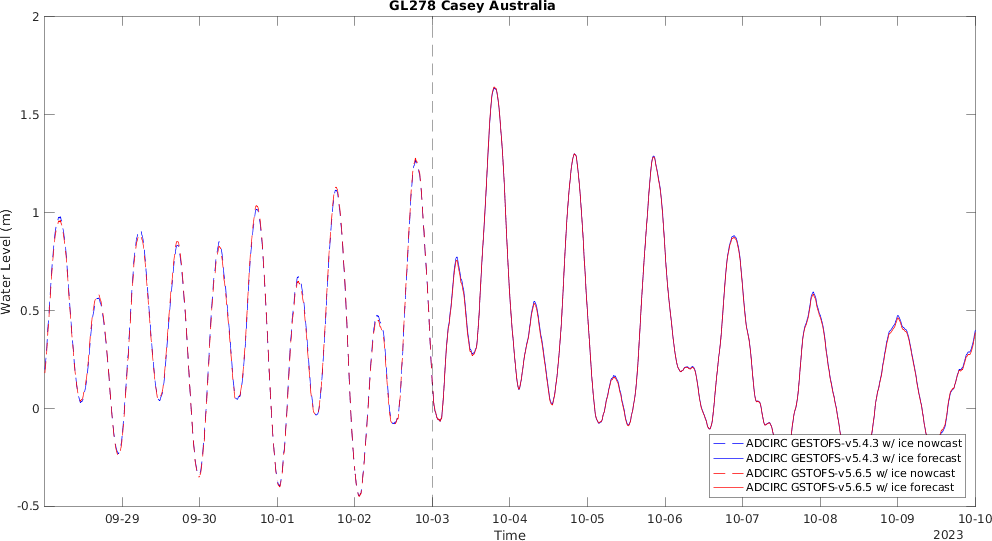 GL278 Casey Australia
Water Level (m)
2
1.5
1
0.5
0
-0.5
ADCIRC GESTOFS-v5.4.3 w/ ice nowcast
ADCIRC GESTOFS-v5.4.3 w/ ice forecast
ADCIRC GSTOFS-v5.6.5 w/ ice nowcast
ADCIRC GSTOFS-v5.6.5 w/ ice forecast
09-29 09-30 10-01 10-02 10-03 10-04 10-05 10-06 10-07 10-08 10-09 10-10
Time
2023